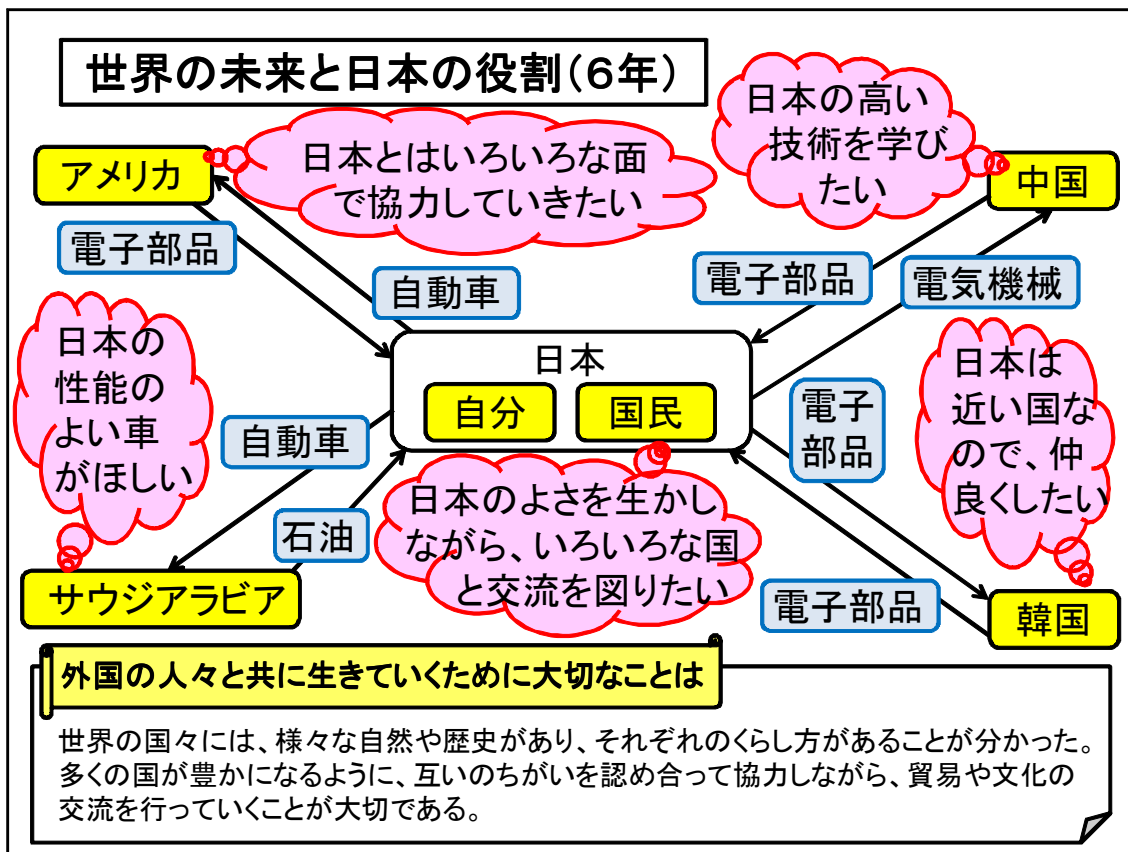 世界の未来と日本の役割(6年)
日本の高い
技術を学び
たい
日本とはいろいろな面
で協力していきたい
アメリカ
中国
電子部品
自動車
電子部品
電気機械
日本の
性能の
よい車
がほしい
日本
自分
国民
電子
部品
日本は
近い国な
ので、仲
良くしたい
自動車
石油
日本のよさを生かし
ながら、いろいろな国
と交流を図りたい
サウジアラビア
電子部品
韓国
外国の人々と共に生きていくために大切なことは
世界の国々には、様々な自然や歴史があり、それぞれのくらし方があることが分かった。
多くの国が豊かになるように、互いのちがいを認め合って協力しながら、貿易や文化の
交流を行っていくことが大切である。